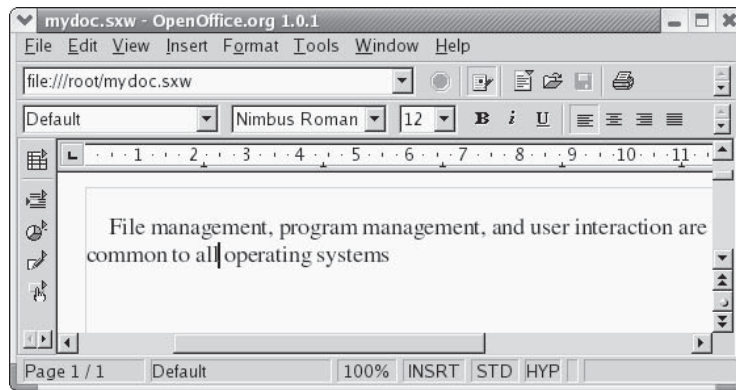 mydoc.sxw - OpenOffice.org 1.0.1
File Edit View Insert Format Tools Window Help
file:///root/mydoc.sxw
Default Nimbus Roman 12 B i U
1 2 3 4 5 6 7 8 9 10 11
File management, program management, and user interaction are
common to all operating systems
Page 1 / 1 Default 100% INSRT STD HYP